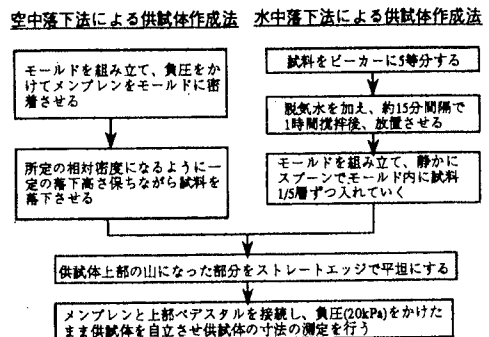 空中落下法による供試体作成法
モールドを組み立て、負圧をか
けてメンブレンをモールドに密
着させる
所定の相対密度になるように一
定の落下高さ保ちながら試料を
落下させる
水中落下法による供試体作成法
試料をビーカーに5等分する
脱気水を加え、約15分間隔で
1時間撹拌後、放置させる
モールドを組み立て、静かに
スプーンでモールド内に試料
1/5層ずつ入れていく
供試体上部の山になった部分をストレートエッジで平坦にする
メンブレンと上部ペデスタルを接続し、負圧(20kPa)をかけた
まま供試体を自立させ供試体の寸法の測定を行う